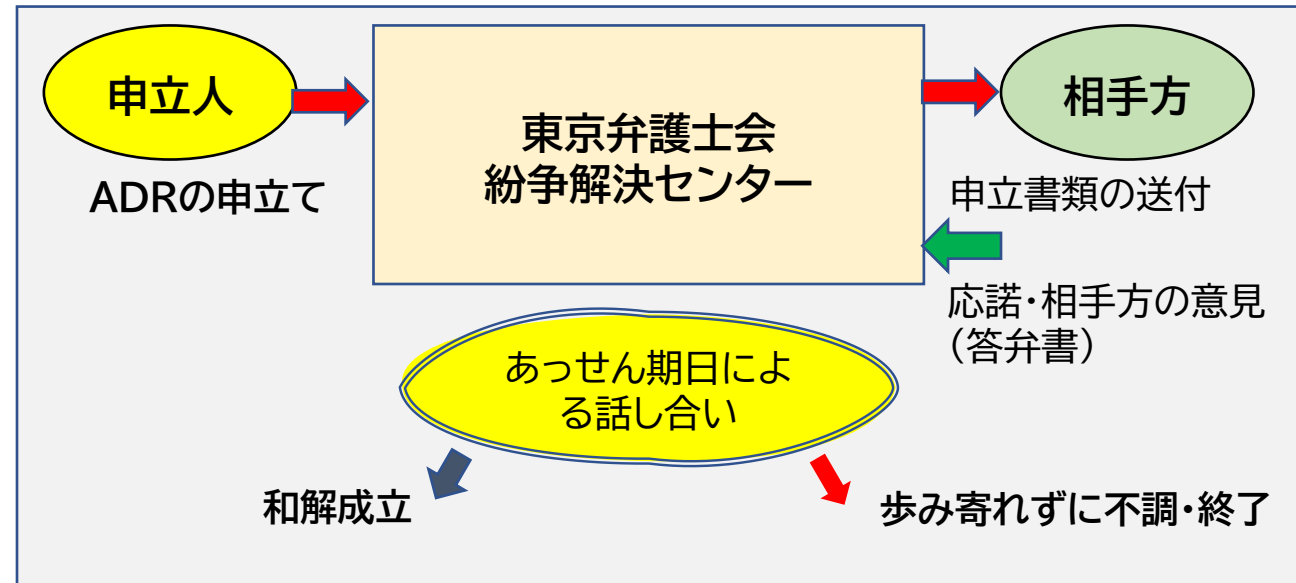 申立人
ADRの申立て
東京弁護士会
紛争解決センター
相手方
申立書類の送付
応諾・相手方の意見
（答弁書）
あっせん期日によ
る話し合い
和解成立
歩み寄れずに不調・終了